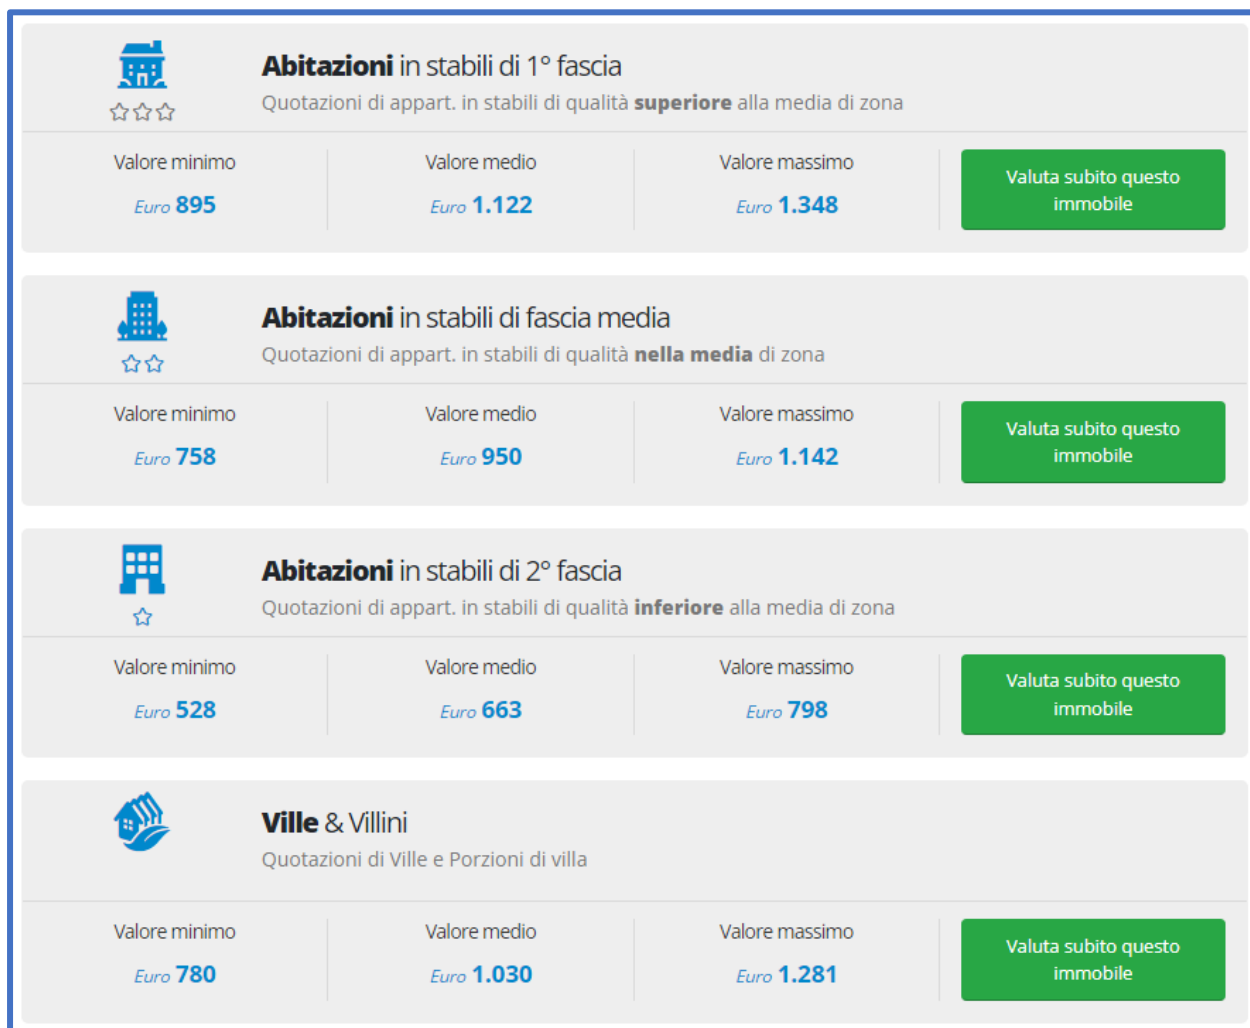 Abitazioni in stabili di 1° fascia
Quotazioni di appart. in stabili di qualità superiore alla media di zona
Valore minimo Valore medio Valore massimo
Euro 895 Euro 1.122 Euro 1.348
Valuta subito questo
immobile
Abitazioni in stabili di fascia media
Quotazioni di appart. in stabili di qualità nella media di zona
Valore minimo Valore medio Valore massimo
Euro 758 Euro 950 Euro 1.142
Valuta subito questo
immobile
Abitazioni in stabili di 2° fascia
Quotazioni di appart. in stabili di qualità inferiore alla media di zona
Valore minimo Valore medio Valore massimo
Euro 528 Euro 663 Euro 798
Valuta subito questo
immobile
Ville & Villini
Quotazioni di Ville e Porzioni di villa
Valore minimo Valore medio Valore massimo
Euro 780 Euro 1.030 Euro 1.281
Valuta subito questo
immobile